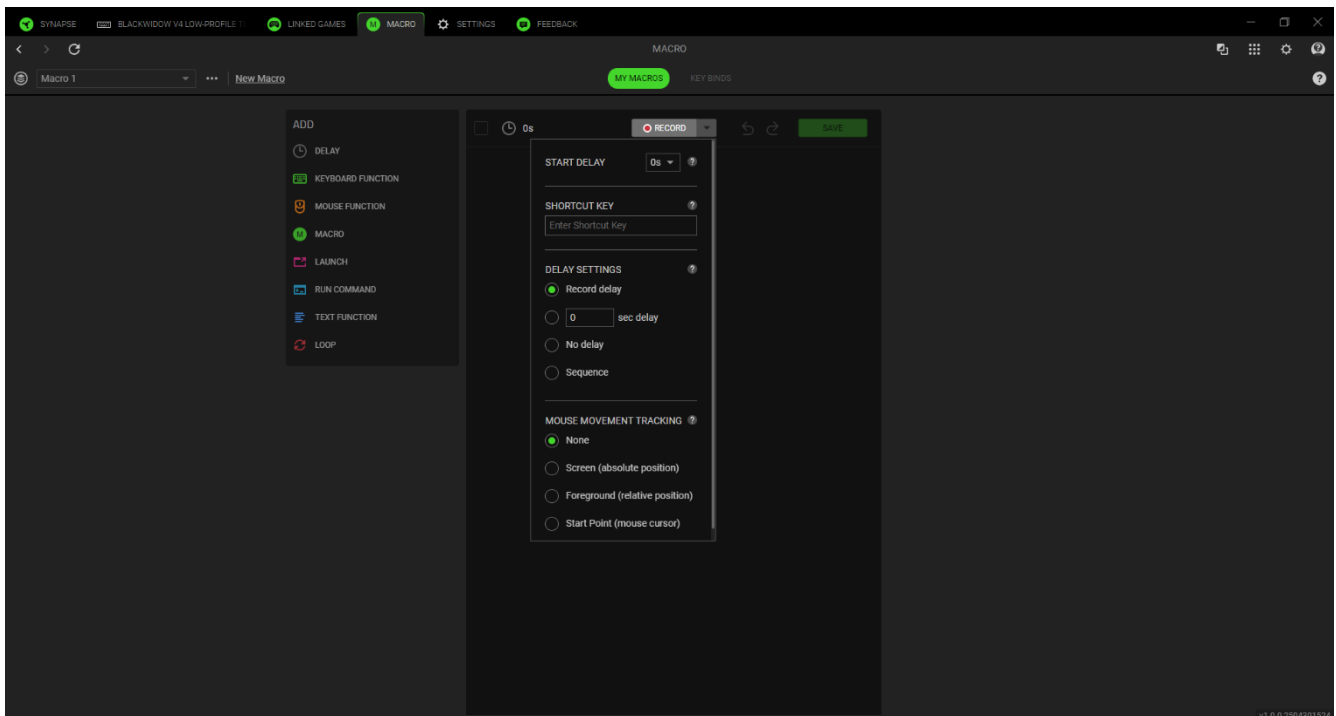 SYNAPSE BLACKWIDOW V4 LOW-PROFILE T LINKED GAMES M MACRO SETTINGS FEEDBACK
MACRO
Macro 1 New Macro MY MACROS KEY BINDS
ADD
DELAY
KEYBOARD FUNCTION
MOUSE FUNCTION
M MACRO
LAUNCH
RUN COMMAND
TEXT FUNCTION
LOOP
0s RECORD SAVE
START DELAY 0s ?
SHORTCUT KEY ?
Enter Shortcut Key
DELAY SETTINGS ?
Record delay
0 sec delay
No delay
Sequence
MOUSE MOVEMENT TRACKING ?
None
Screen (absolute position)
Foreground (relative position)
Start Point (mouse cursor)